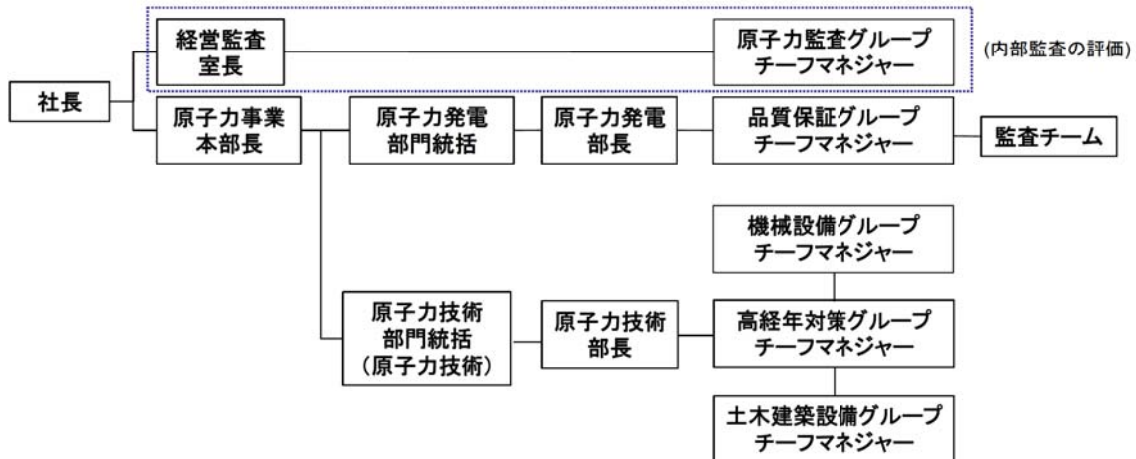 経営監査
室長
原子力監査グループ
チーフマネジャー
(内部監査の評価)
社長
原子力事業
本部長
原子力発電
部門統括
原子力発電
部長
品質保証グループ
チーフマネジャー
監査チーム
機械設備グループ
チーフマネジャー
原子力技術
部門統括
（原子力技術）
原子力技術
部長
高経年対策グループ
チーフマネジャー
土木建築設備グループ
チーフマネジャー